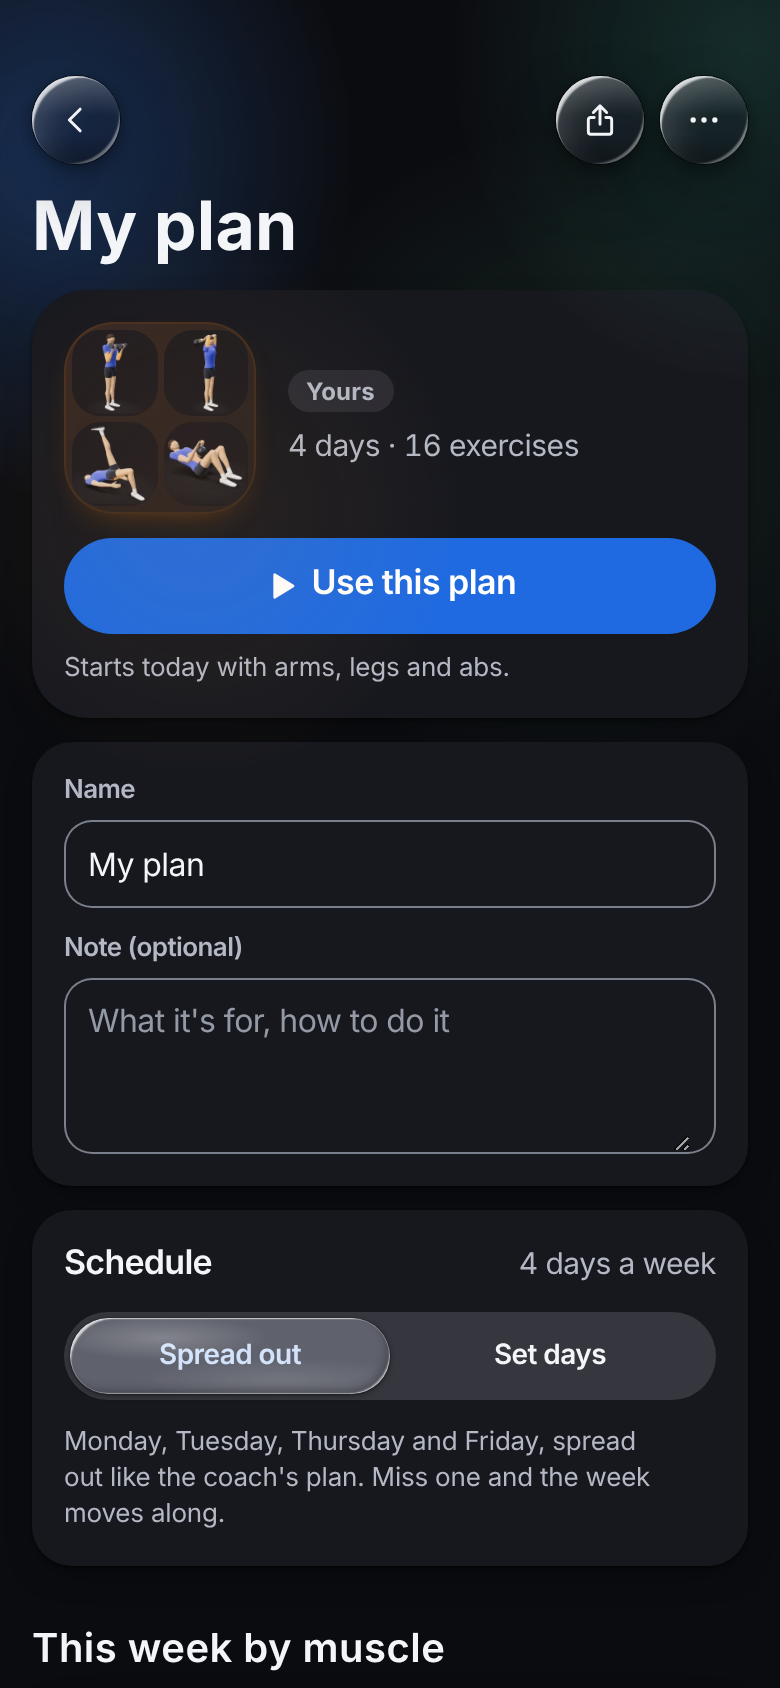 My plan
Yours
4 days · 16 exercises
Use this plan
Starts today with arms, legs and abs.
Name
My plan
Note (optional)
What it's for, how to do it
Schedule
4 days a week
Spread out
Set days
Monday, Tuesday, Thursday and Friday, spread
out like the coach's plan. Miss one and the week
moves along.
This week by muscle